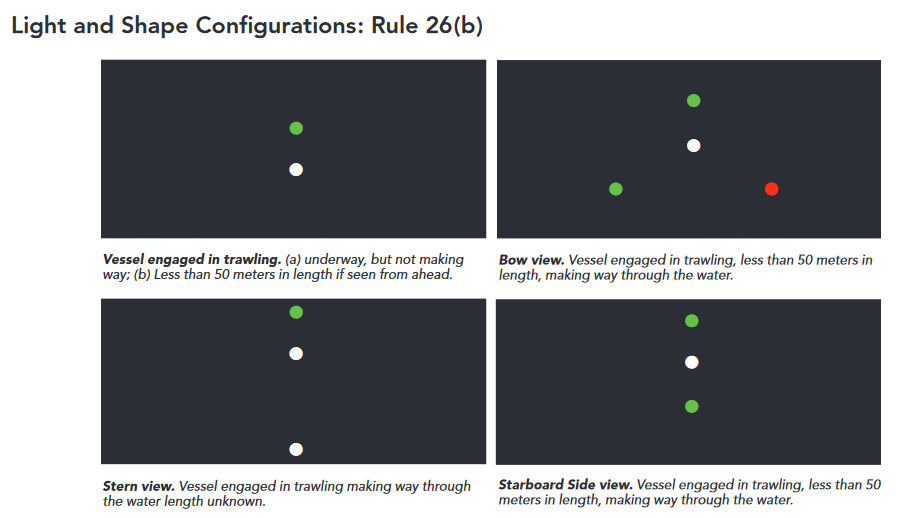 Light and Shape Configurations: Rule 26(b)
Vessel engaged in trawling. (a) underway, but not making
way; (b) Less than 50 meters in length if seen from ahead.
Bow view. Vessel engaged in trawling, less than 50 meters in
length, making way through the water.
Stern view. Vessel engaged in trawling making way through
the water length unknown.
Starboard Side view. Vessel engaged in trawling, less than 50
meters in length, making way through the water.